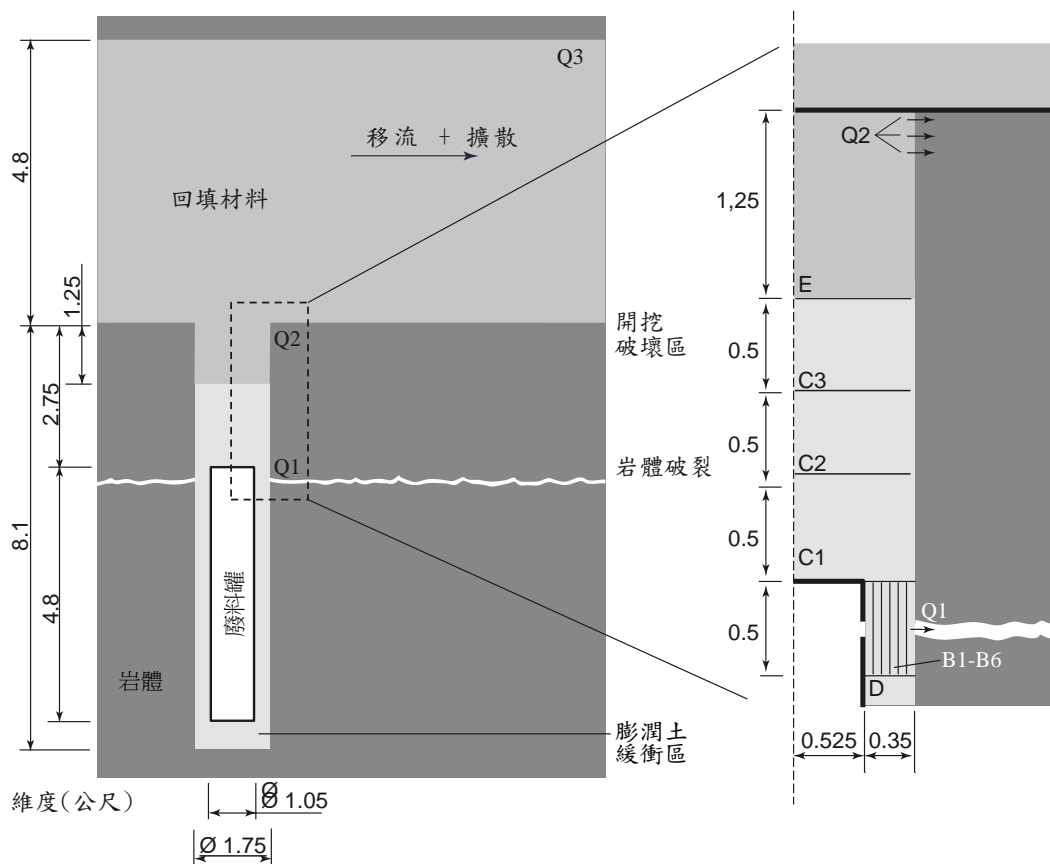 Q3
移流 + 擴散
回填材料
4.8
1.25
Q2
2.75
Q1
8.1
4.8
廢料罐
岩體
開挖
破壞區
岩體破裂
膨潤土
緩衝區
維度(公尺)
Ø
Ø 1.05
Ø 1.75
Q2
1,25
E
0.5
C3
0.5
C2
0.5
C1
0.5
Q1
B1-B6
D
0.525
0.35